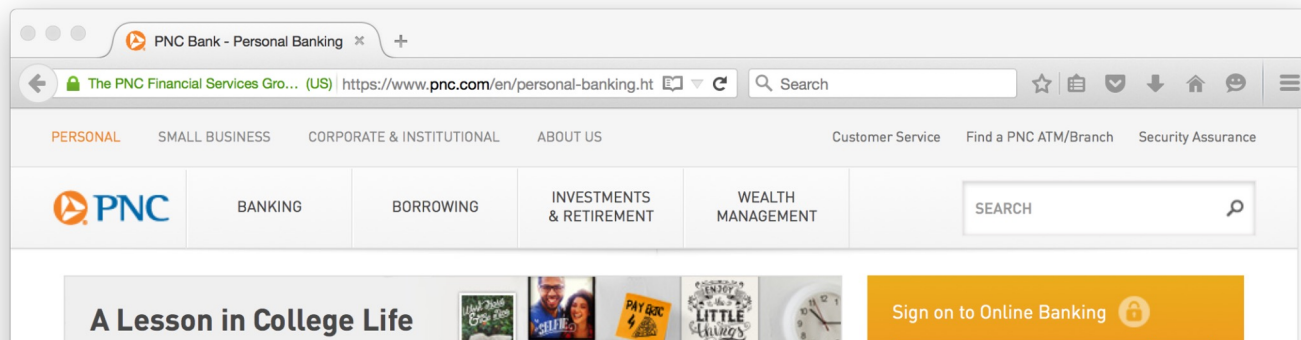 PNC Bank - Personal Banking
The PNC Financial Services Gro... (US) https://www.pnc.com/en/personal-banking.ht Search
PERSONAL SMALL BUSINESS CORPORATE & INSTITUTIONAL ABOUT US Customer Service Find a PNC ATM/Branch Security Assurance
PNC BANKING BORROWING INVESTMENTS & RETIREMENT WEALTH MANAGEMENT SEARCH
A Lesson in College Life
SELFIE
PAY ERIC
4
ENJOY
the
LITTLE
things
Sign on to Online Banking